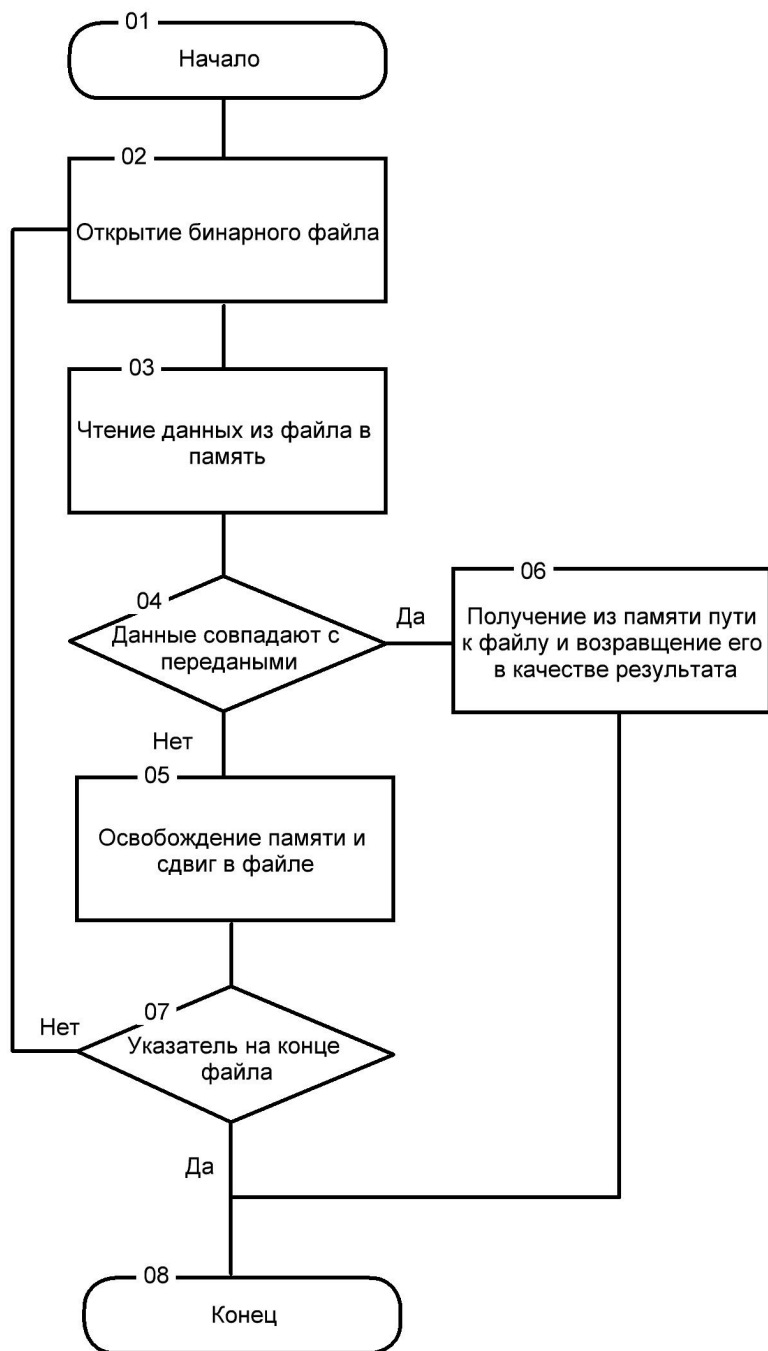 01
Начало
02
Открытие бинарного файла
03
Чтение данных из файла в
память
04
Данные совпадают с
передаными
Да
06
Получение из памяти пути
к файлу и возравщение его
в качестве результата
Нет
05
Освобождение памяти и
сдвиг в файле
07
Нет
Указатель на конце
файла
Да
08
Конец